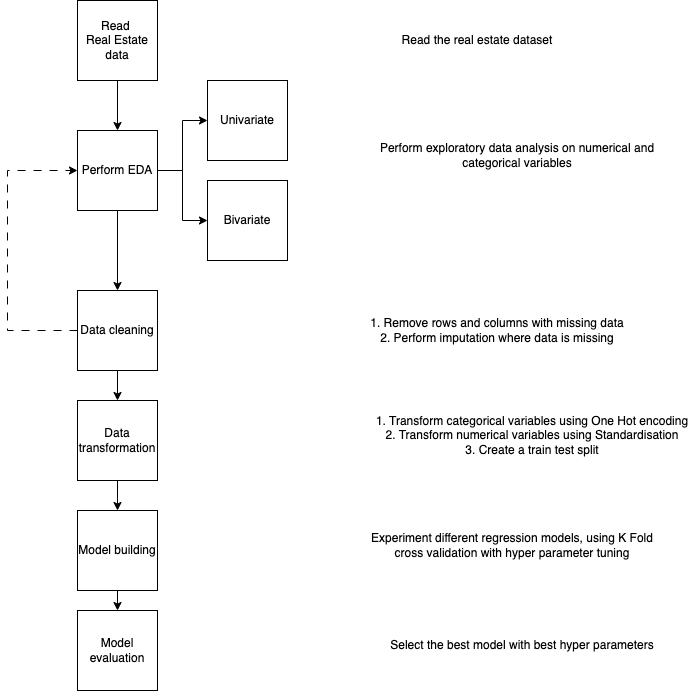 Read
Real Estate
data
Read the real estate dataset
Univariate
Perform EDA
Perform exploratory data analysis on numerical and
categorical variables
Bivariate
Data cleaning
1. Remove rows and columns with missing data
2. Perform imputation where data is missing
Data
transformation
1. Transform categorical variables using One Hot encoding
2. Transform numerical variables using Standardisation
3. Create a train test split
Model building
Experiment different regression models, using K Fold
cross validation with hyper parameter tuning
Model
evaluation
Select the best model with best hyper parameters